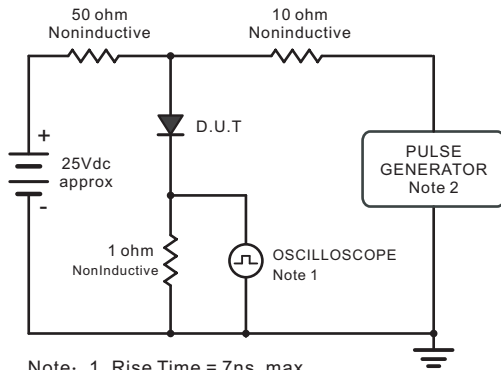 50 ohm
Noninductive
10 ohm
Noninductive
+
25Vdc
approx
-
D.U.T
PULSE
GENERATOR
Note 2
1 ohm
NonInductive
OSCILLOSCOPE
Note 1
Note: 1. Rise Time = 7ns, max.